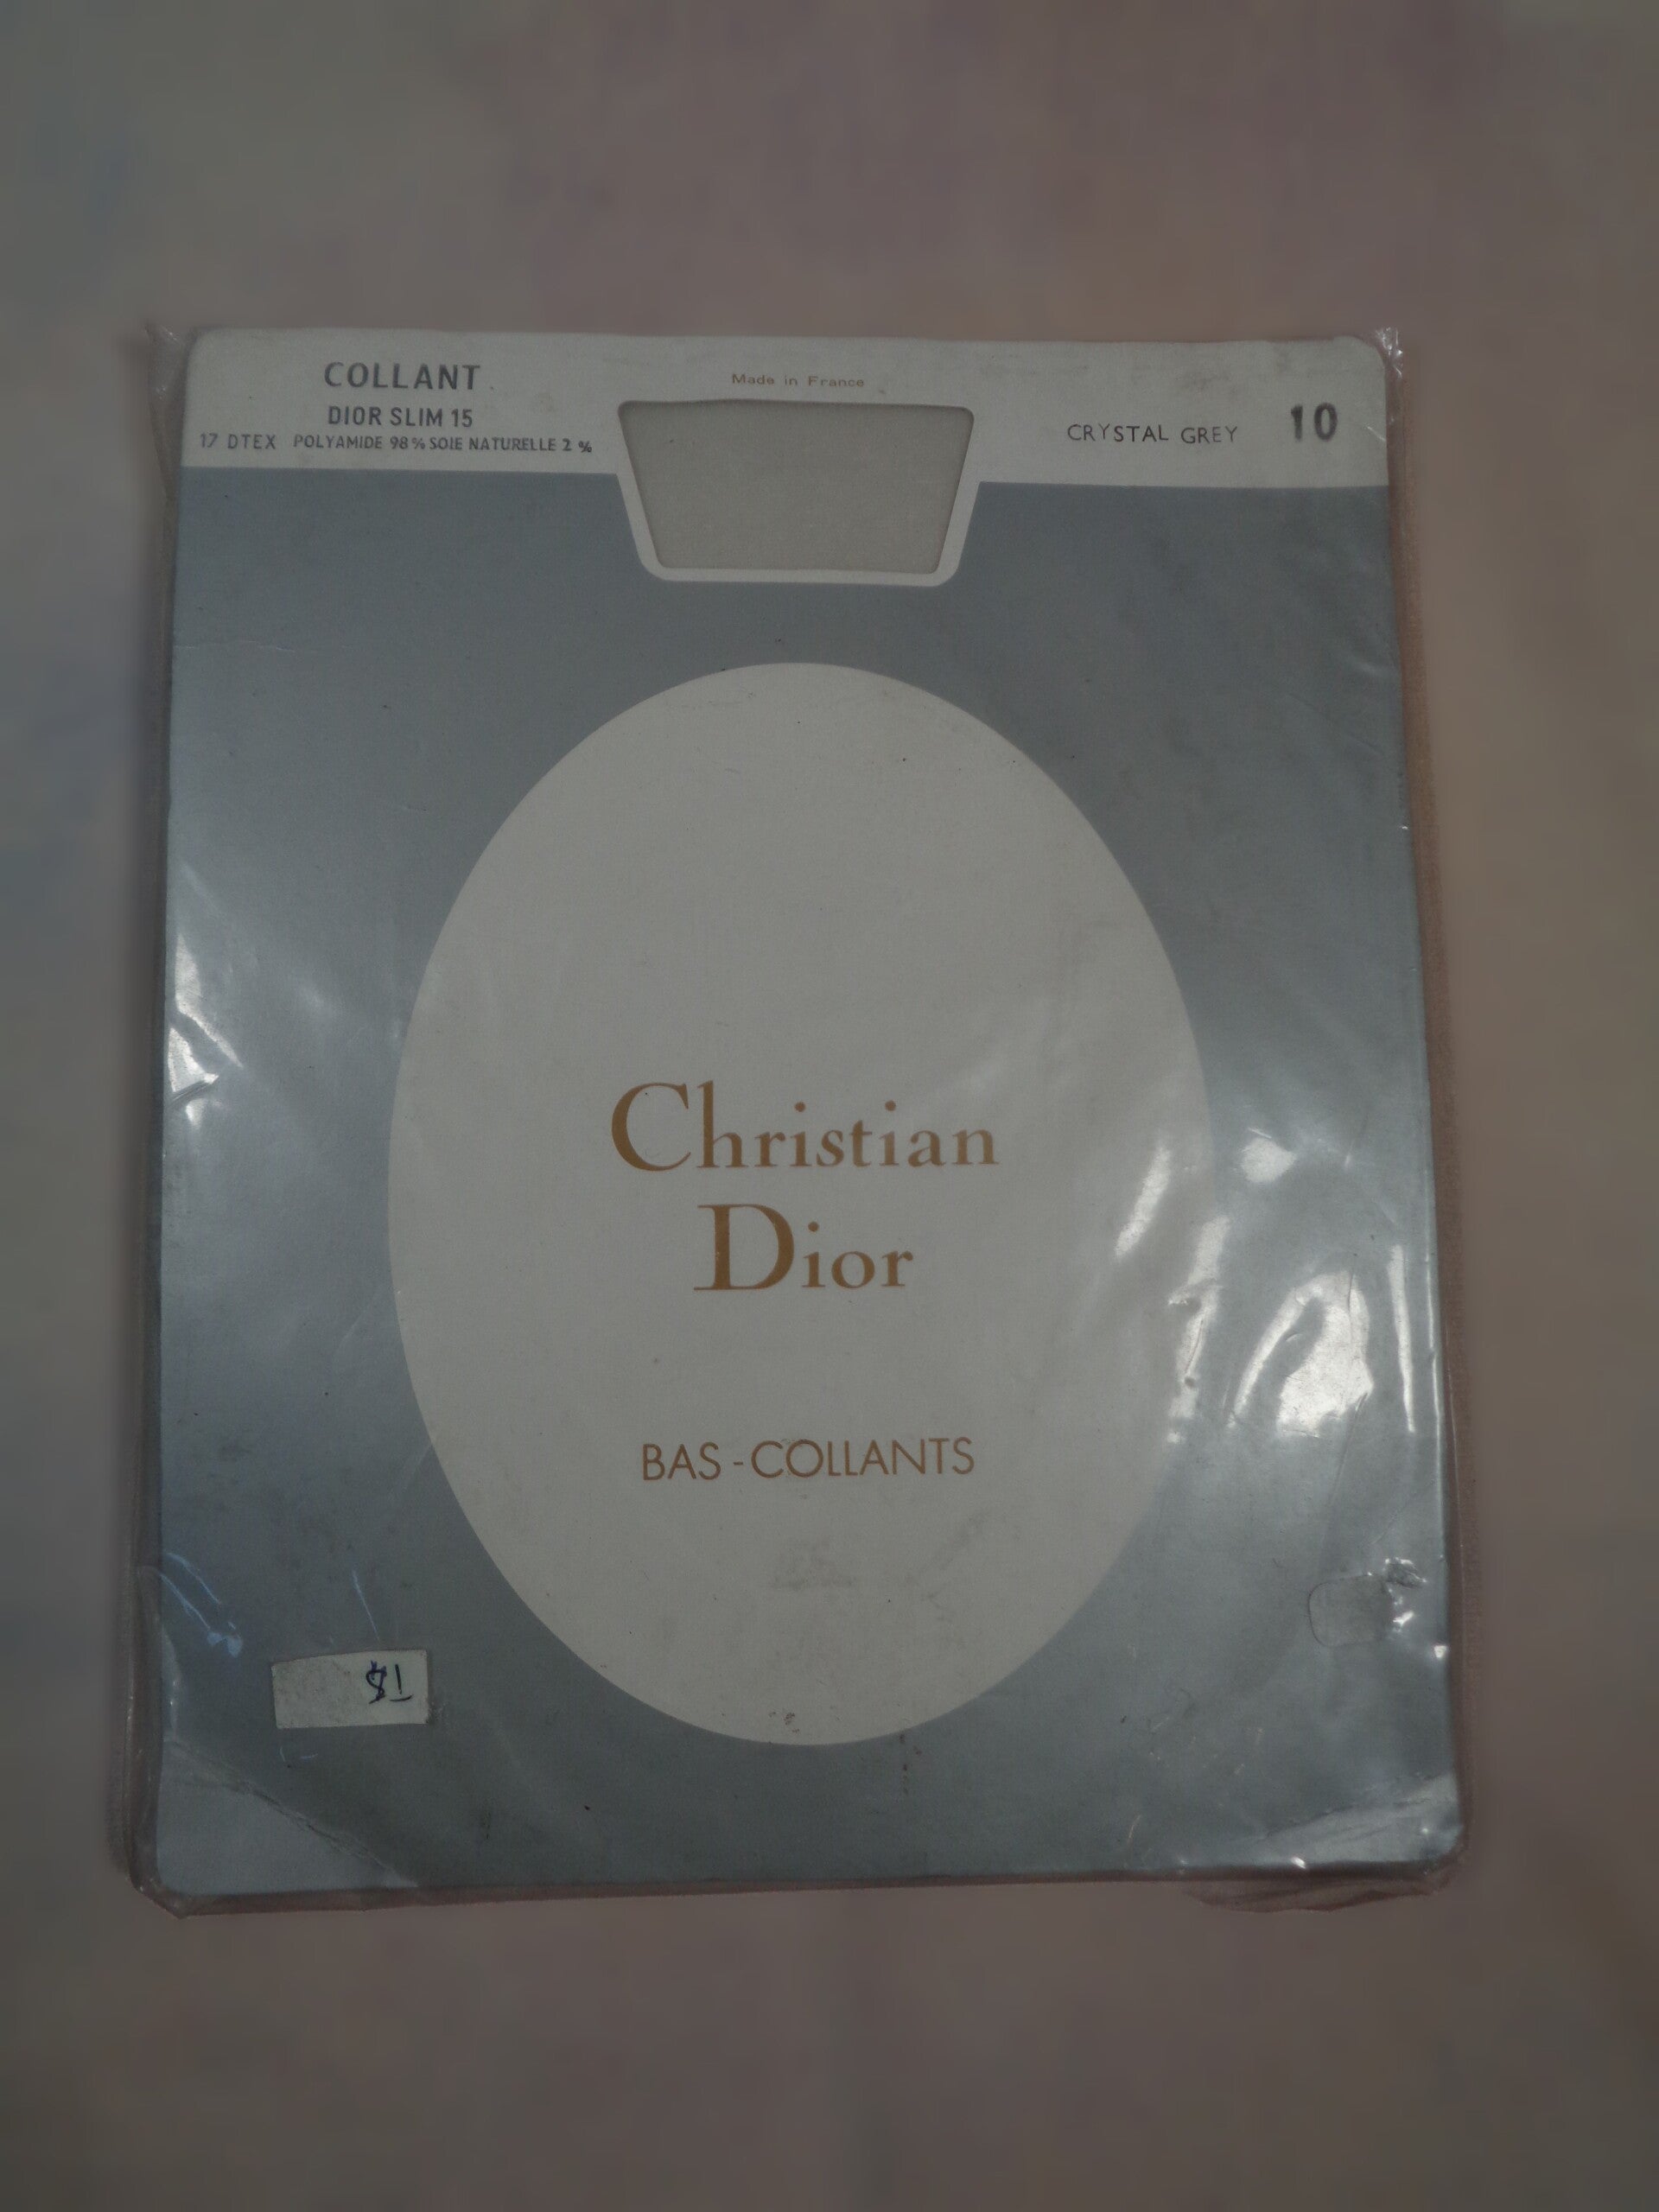 COLLANT
DIOR SLIM 15
17 DTEX POLYAMIDE 98% SOIE NATURELLE 2 %
Made in France
CRYSTAL GREY 10
Christian
Dior
BAS-COLLANTS
$1